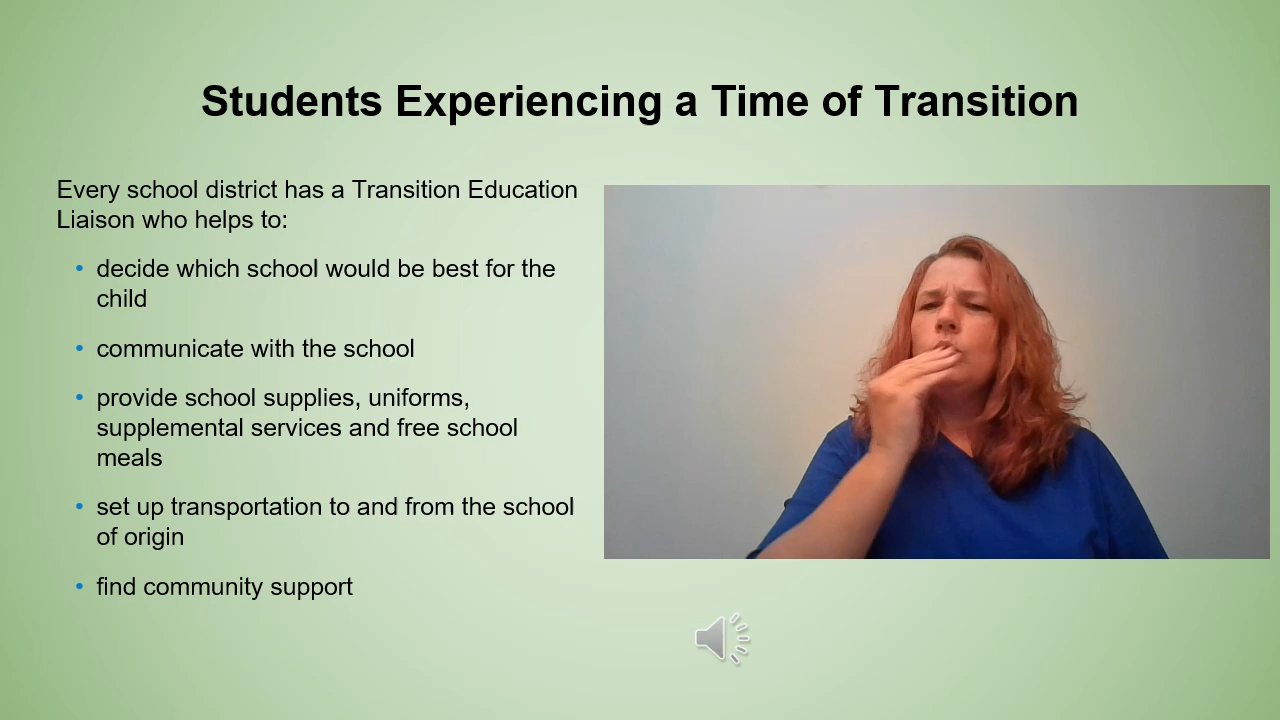 Students Experiencing a Time of Transition
Every school district has a Transition Education
Liaison who helps to:
• decide which school would be best for the
child
• communicate with the school
• provide school supplies, uniforms,
supplemental services and free school
meals
• set up transportation to and from the school
of origin
• find community support